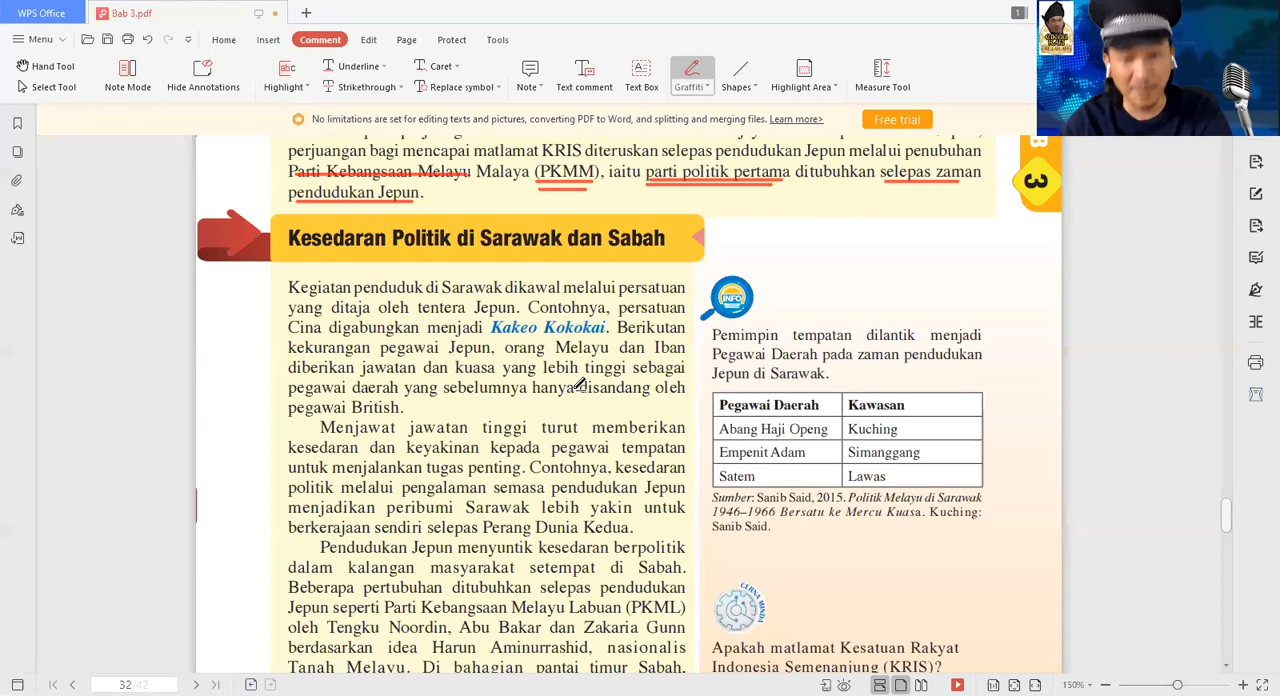 WPS Office
Bab 3.pdf
1
Menu
Home
Insert
Comment
Edit
Page
Protect
Tools
Hand Tool
Select Tool
Note Mode
Hide Annotations
Highlight
Underline
Strikethrough
Caret
Replace symbol
Note
Text comment
Text Box
Graffiti
Shapes
Highlight Area
Measure Tool
No limitations are set for editing texts and pictures, converting PDF to Word, and splitting and merging files. Learn more>
Free trial
perjuangan bagi mencapai matlamat KRIS diteruskan selepas pendudukan Jepun melalui penubuhan
Parti Kebangsaan Melayu Malaya (PKMM), iaitu parti politik pertama ditubuhkan selepas zaman
pendudukan Jepun.
3
Kesedaran Politik di Sarawak dan Sabah
Kegiatan penduduk di Sarawak dikawal melalui persatuan
yang ditaja oleh tentera Jepun. Contohnya, persatuan
Cina digabungkan menjadi Kakeo Kokokai. Berikutan
kekurangan pegawai Jepun, orang Melayu dan Iban
diberikan jawatan dan kuasa yang lebih tinggi sebagai
pegawai daerah yang sebelumnya hanya disandang oleh
pegawai British.
Menjawat jawatan tinggi turut memberikan
kesedaran dan keyakinan kepada pegawai tempatan
untuk menjalankan tugas penting. Contohnya, kesedaran
politik melalui pengalaman semasa pendudukan Jepun
menjadikan peribumi Sarawak lebih yakin untuk
berkerajaan sendiri selepas Perang Dunia Kedua.
Pendudukan Jepun menyuntik kesedaran berpolitik
dalam kalangan masyarakat setempat di Sabah.
Beberapa pertubuhan ditubuhkan selepas pendudukan
Jepun seperti Parti Kebangsaan Melayu Labuan (PKML)
oleh Tengku Noordin, Abu Bakar dan Zakaria Gunn
berdasarkan idea Harun Aminurrashid, nasionalis
Tanah Melayu. Di bahagian pantai timur Sabah,
INFO
Pemimpin tempatan dilantik menjadi
Pegawai Daerah pada zaman pendudukan
Jepun di Sarawak.
Pegawai Daerah Kawasan
Abang Haji Openg Kuching
Empenit Adam Simanggang
Satem Lawas
Sumber: Sanib Said, 2015. Politik Melayu di Sarawak
1946–1966 Bersatu ke Mercu Kuasa. Kuching:
Sanib Said.
CERNA MINDA
Apakah matlamat Kesatuan Rakyat
Indonesia Semenanjung (KRIS)?
32/42
150%